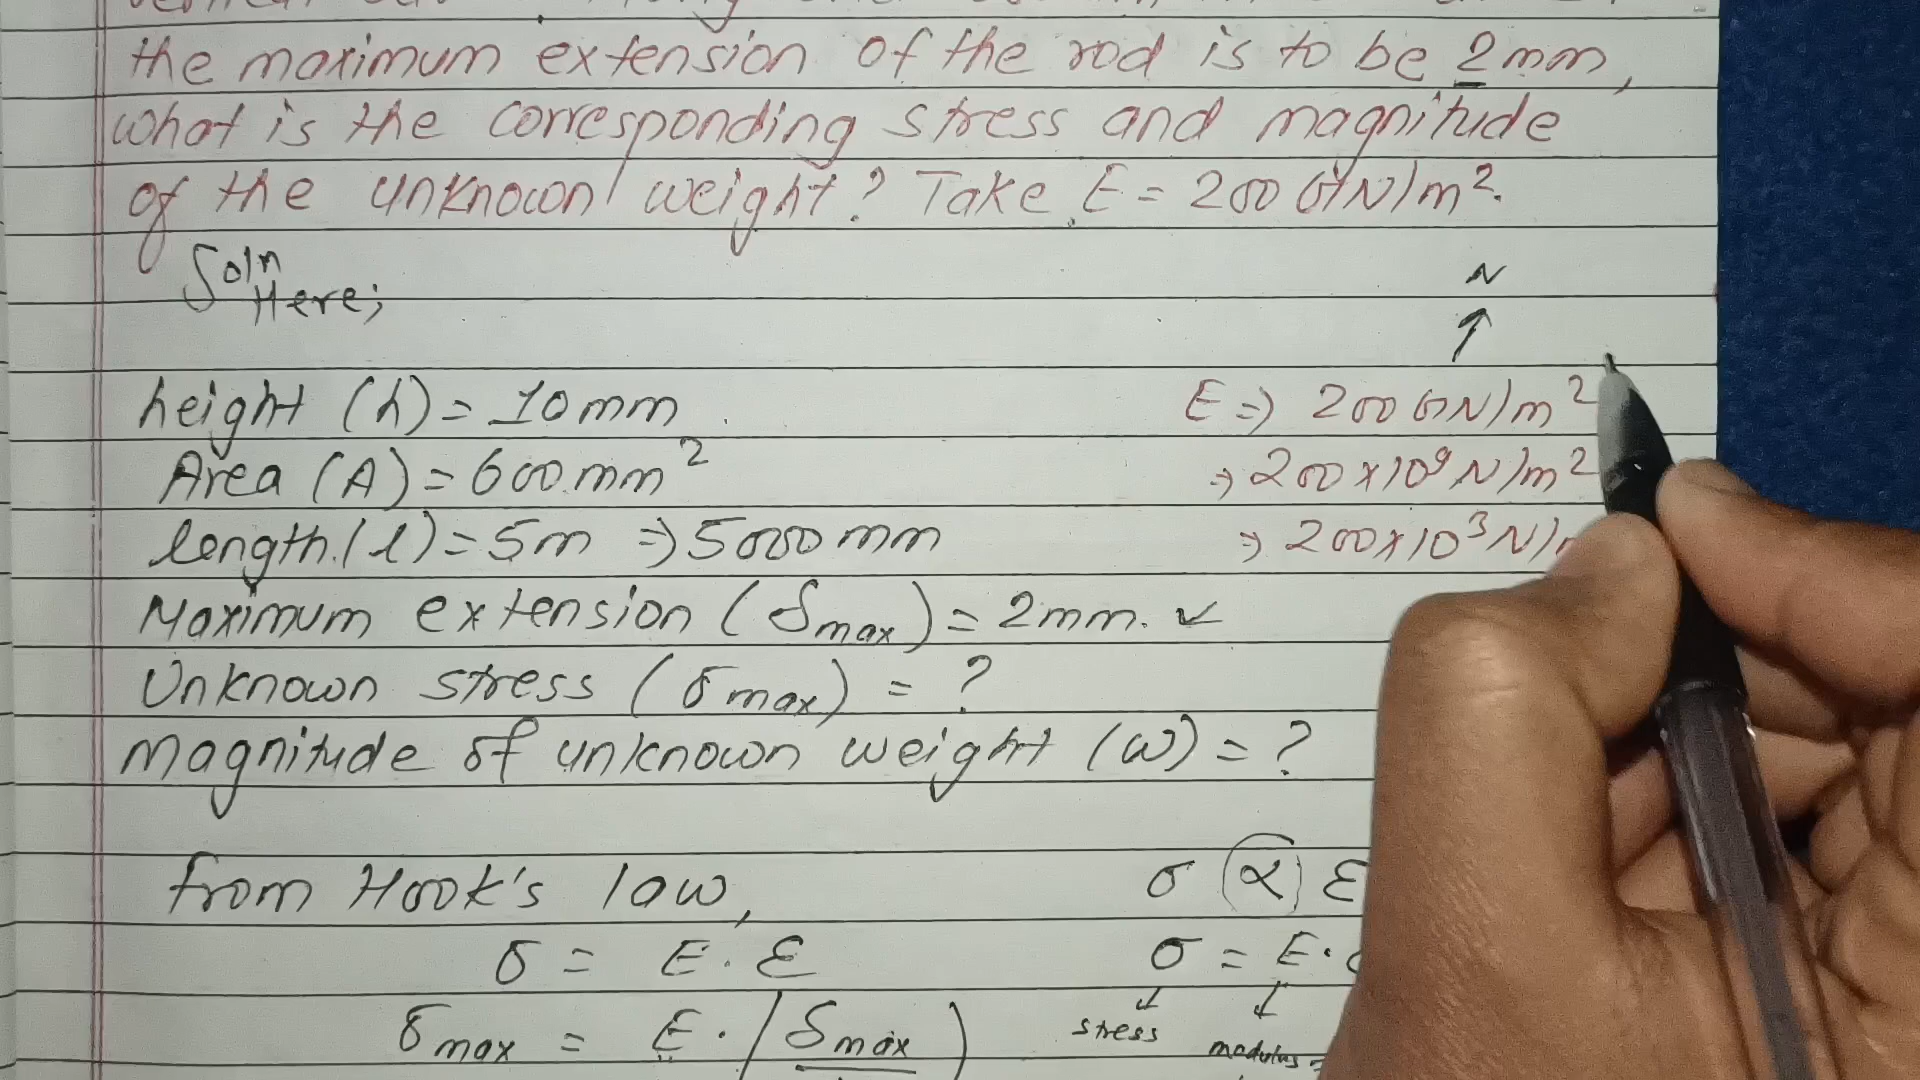 the maximum extension of the rod is to be 2mm,
what is the corresponding stress and magnitude
of the unknown weight? Take E = 200 GN/m².
Soln
Here;
N
↑
height (h) = 10mm
E ⇒ 200 GN/m²
Area (A) = 600 mm²
⇒ 200×10⁹ N/m²
length (l) = 5m ⇒ 5000mm
⇒ 200×10³ N/
Maximum extension (δmax) = 2mm. ✓
Unknown stress (σmax) = ?
Magnitude of unknown weight (w) = ?
from Hook's law,
σ ∝ ε
σ = E.ε
σ = E.
↓ ↓
stress
modulus
σmax = E.(δmax)